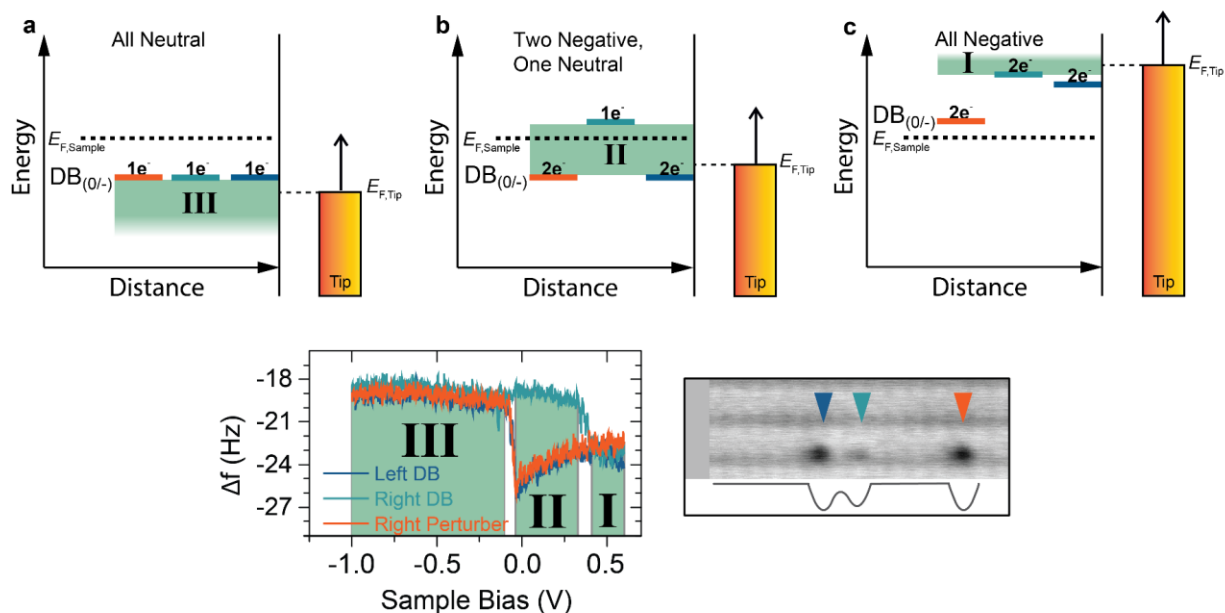 a
All Neutral
Energy
E_F,Sample
DB(0/-)
1e-
1e-
1e-
III
E_F,Tip
Tip
Distance
b
Two Negative,
One Neutral
Energy
E_F,Sample
1e-
DB(0/-)
2e-
II
2e-
E_F,Tip
Tip
Distance
c
All Negative
Energy
I
2e-
2e-
E_F,Tip
DB(0/-)
2e-
E_F,Sample
Tip
Distance
Δf (Hz)
-18
-21
-24
-27
III
Left DB
Right DB
Right Perturber
II
I
-1.0
-0.5
0.0
0.5
Sample Bias (V)